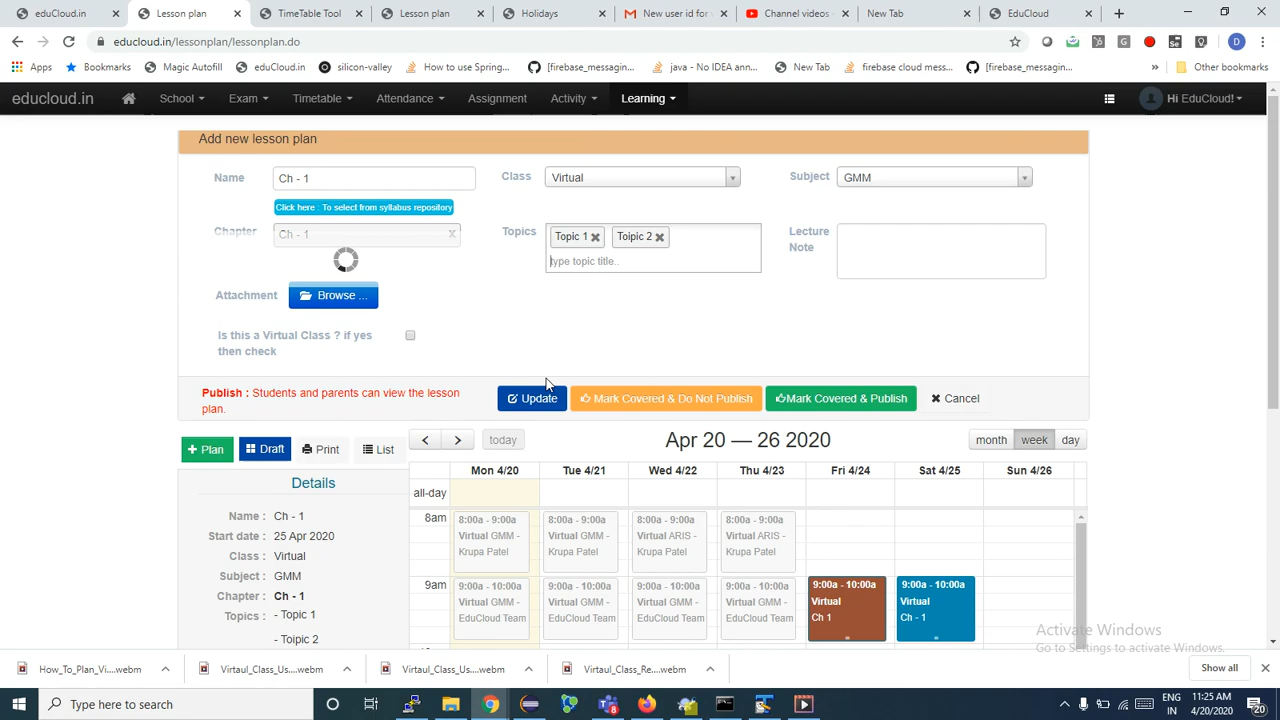 eduCloud.in
Lesson plan
TimeTable Tool
Lesson plan
Holidays
New user id for
Channel videos -
New Tab
EduCloud
educloud.in/lessonplan/lessonplan.do
Apps
Bookmarks
Magic Autofill
eduCloud.in
silicon-valley
How to use Spring...
[firebase_messagin...
java - No IDEA ann...
New Tab
firebase cloud mess...
[firebase_messagin...
»
Other bookmarks
educloud.in
School
Exam
Timetable
Attendance
Assignment
Activity
Learning
Hi EduCloud!
Add new lesson plan
Name
Ch - 1
Class
Virtual
Subject
GMM
Click here : To select from syllabus repository
Chapter
Ch - 1
Topics
Topic 1
Toipic 2
type topic title..
Lecture
Note
Attachment
Browse ...
Is this a Virtual Class ? if yes
then check
Publish : Students and parents can view the lesson
plan.
Update
Mark Covered & Do Not Publish
Mark Covered & Publish
Cancel
Plan
Draft
Print
List
today
Apr 20 — 26 2020
month
week
day
Details
Name : Ch - 1
Start date : 25 Apr 2020
Class : Virtual
Subject : GMM
Chapter : Ch - 1
Topics : - Topic 1
- Toipic 2
Mon 4/20
Tue 4/21
Wed 4/22
Thu 4/23
Fri 4/24
Sat 4/25
Sun 4/26
all-day
8am
8:00a - 9:00a
Virtual GMM -
Krupa Patel
8:00a - 9:00a
Virtual GMM -
Krupa Patel
8:00a - 9:00a
Virtual ARIS -
Krupa Patel
8:00a - 9:00a
Virtual ARIS -
Krupa Patel
9am
9:00a - 10:00a
Virtual GMM -
EduCloud Team
9:00a - 10:00a
Virtual GMM -
EduCloud Team
9:00a - 10:00a
Virtual GMM -
EduCloud Team
9:00a - 10:00a
Virtual GMM -
EduCloud Team
9:00a - 10:00a
Virtual
Ch 1
9:00a - 10:00a
Virtual
Ch - 1
Activate Windows
Go to Settings to activate Windows.
How_To_Plan_Vi....webm
Virtaul_Class_Us....webm
Virtaul_Class_Us....webm
Virtaul_Class_Re....webm
Show all
Type here to search
ENG
IN
11:25 AM
4/20/2020
20